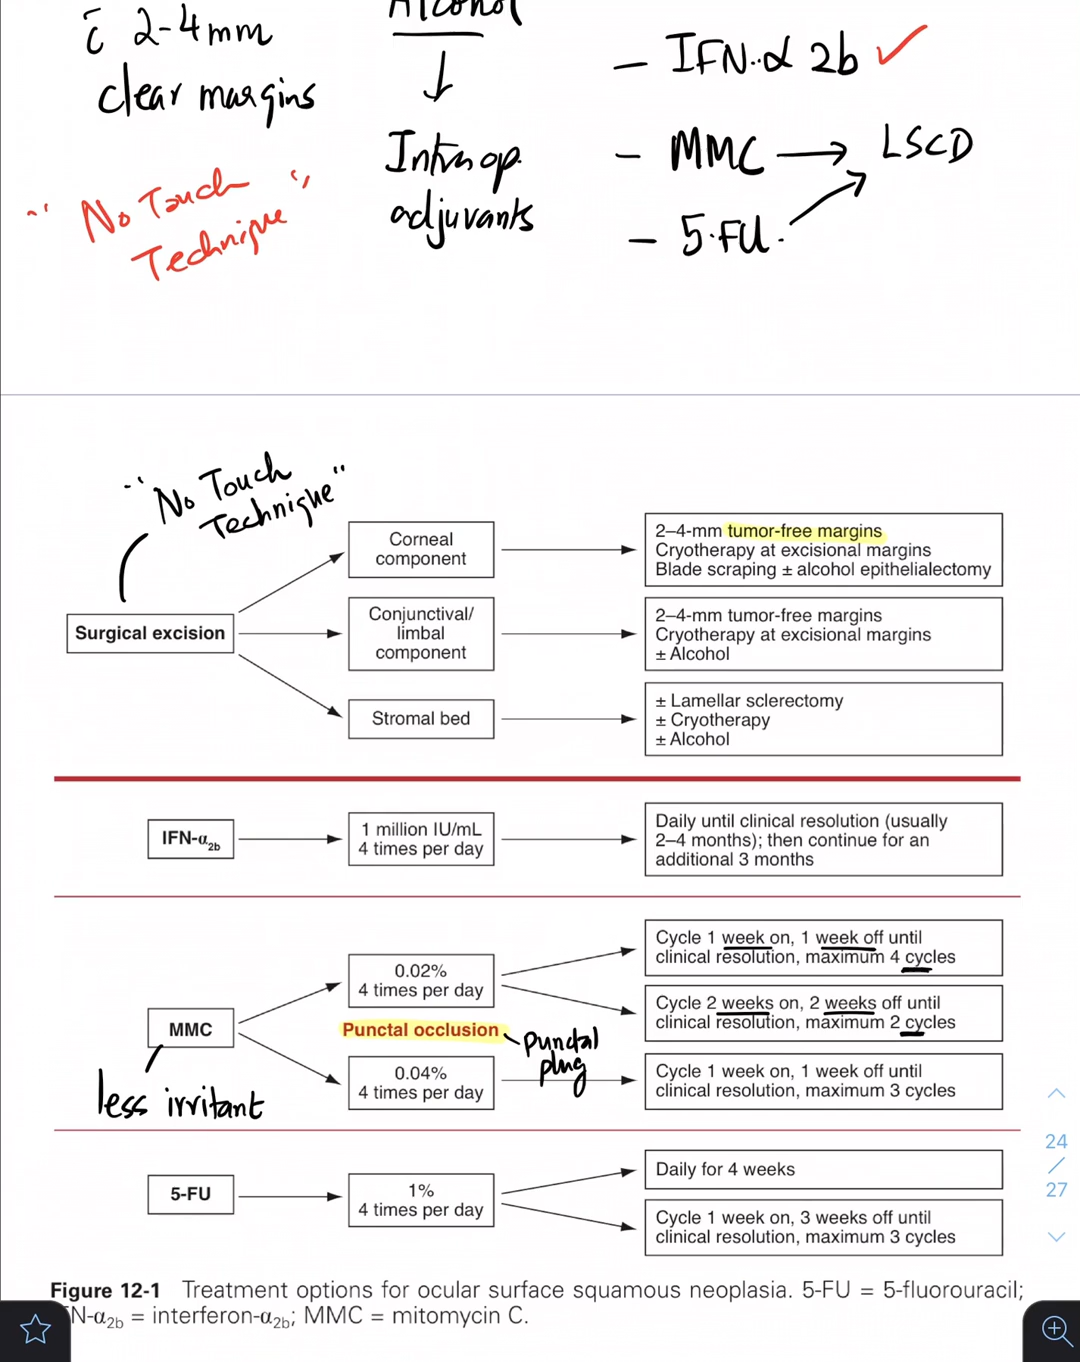 c̄ 2-4mm
clear margins
"No Touch
Technique"
Alcohol
↓
Intraop.
adjuvants
- IFN-α 2b ✓
- MMC → LSCD
- 5-FU.
"No Touch
Technique"
Surgical excision
Corneal
component
2–4-mm tumor-free margins
Cryotherapy at excisional margins
Blade scraping ± alcohol epithelialectomy
Conjunctival/
limbal
component
2–4-mm tumor-free margins
Cryotherapy at excisional margins
± Alcohol
Stromal bed
± Lamellar sclerectomy
± Cryotherapy
± Alcohol
IFN-α2b
1 million IU/mL
4 times per day
Daily until clinical resolution (usually
2–4 months); then continue for an
additional 3 months
MMC
less irritant
0.02%
4 times per day
Cycle 1 week on, 1 week off until
clinical resolution, maximum 4 cycles
Cycle 2 weeks on, 2 weeks off until
clinical resolution, maximum 2 cycles
Punctal occlusion
Punctal
plug
0.04%
4 times per day
Cycle 1 week on, 1 week off until
clinical resolution, maximum 3 cycles
5-FU
1%
4 times per day
Daily for 4 weeks
Cycle 1 week on, 3 weeks off until
clinical resolution, maximum 3 cycles
24
/
27
Figure 12-1 Treatment options for ocular surface squamous neoplasia. 5-FU = 5-fluorouracil;
FN-α2b = interferon-α2b; MMC = mitomycin C.